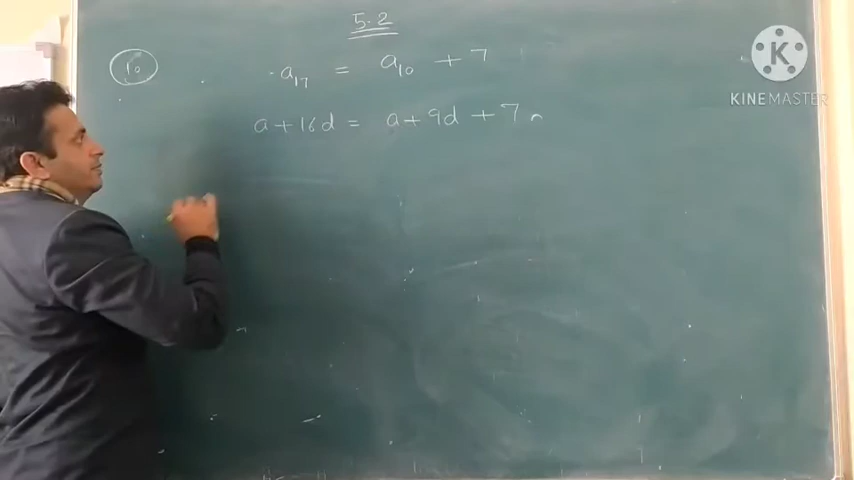 5.2
10 a17 = a10 + 7
a+16d = a+9d + 7
KINEMASTER